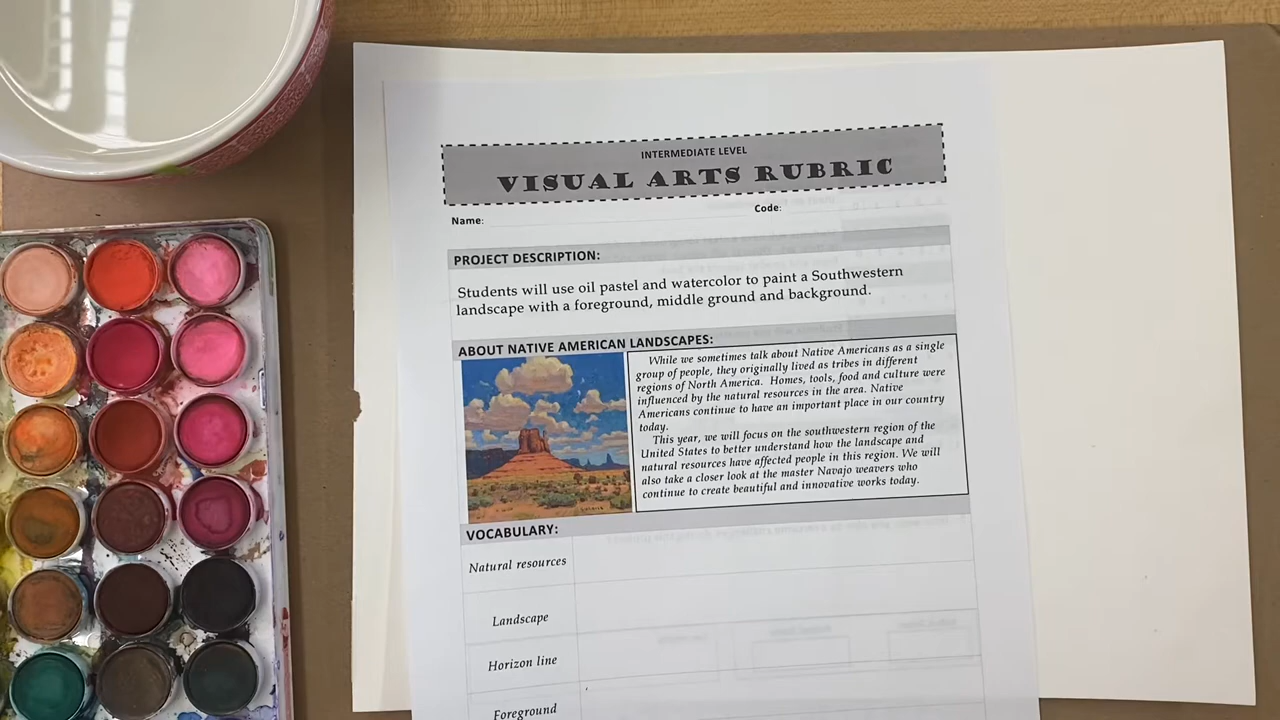 INTERMEDIATE LEVEL
VISUAL ARTS RUBRIC
Name:
Code:
PROJECT DESCRIPTION:
Students will use oil pastel and watercolor to paint a Southwestern
landscape with a foreground, middle ground and background.
ABOUT NATIVE AMERICAN LANDSCAPES:
While we sometimes talk about Native Americans as a single
group of people, they originally lived as tribes in different
regions of North America. Homes, tools, food and culture were
influenced by the natural resources in the area. Native
Americans continue to have an important place in our country
today.
This year, we will focus on the southwestern region of the
United States to better understand how the landscape and
natural resources have affected people in this region. We will
also take a closer look at the master Navajo weavers who
continue to create beautiful and innovative works today.
VOCABULARY:
Natural resources
Landscape
Horizon line
Foreground